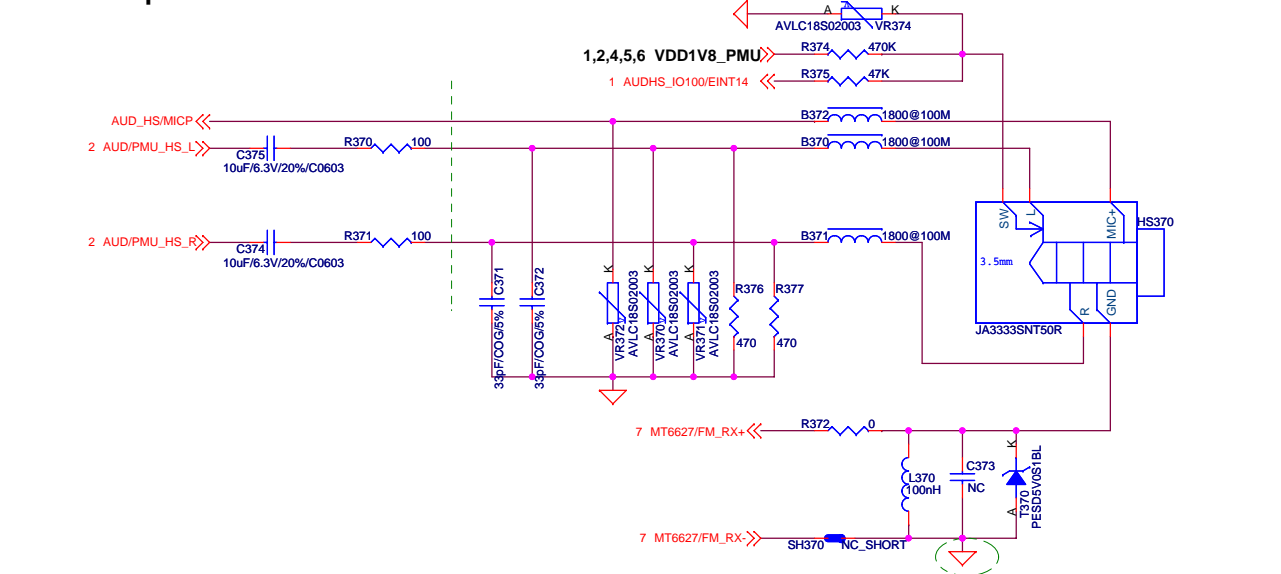 A K
AVLC18S02003 VR374
1,2,4,5,6 VDD1V8_PMU R374 470K
1 AUDHS_IO100/EINT14 R375 47K
AUD_HS/MICP B372 1800@100M
2 AUD/PMU_HS_L C375 R370 100 B370 1800@100M
10uF/6.3V/20%/C0603
2 AUD/PMU_HS_R C374 R371 100 B371 1800@100M
10uF/6.3V/20%/C0603
SW L MIC+ HS370
3.5mm
R GND
JA3333SNT50R
C371 33pF/COG/5%
C372 33pF/COG/5%
K A VR372 AVLC18S02003
K VR370 AVLC18S02003
K A VR371 AVLC18S02003
R376 R377
470 470
7 MT6627/FM_RX+ R372 0
L370 100nH
C373 NC
K A T370 PESD5V0S1BL
7 MT6627/FM_RX- SH370 NC_SHORT